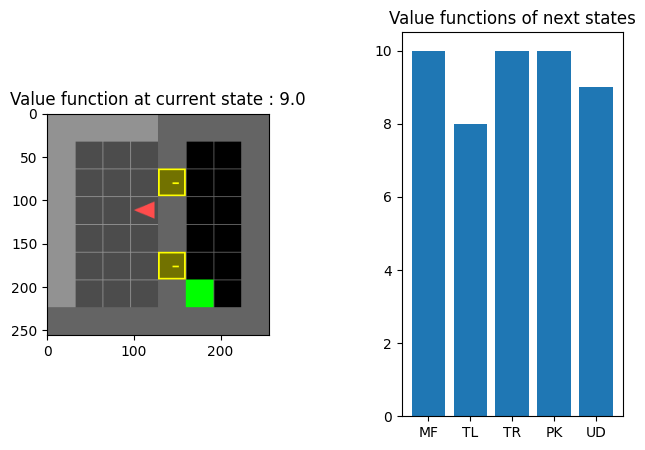 Value functions of next states
Value function at current state : 9.0
0
50
100
150
200
250
0
100
200
10
8
6
4
2
0
MF
TL
TR
PK
UD